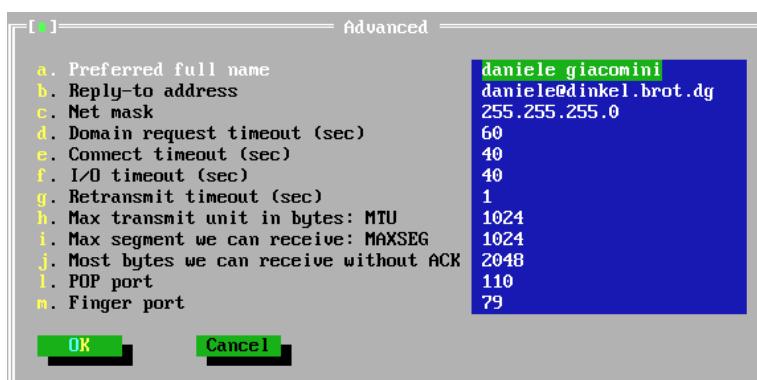 [■] Advanced
a. Preferred full name daniele giacomini
b. Reply-to address daniele@dinkel.brot.dg
c. Net mask 255.255.255.0
d. Domain request timeout (sec) 60
e. Connect timeout (sec) 40
f. I/O timeout (sec) 40
g. Retransmit timeout (sec) 1
h. Max transmit unit in bytes: MTU 1024
i. Max segment we can receive: MAXSEG 1024
j. Most bytes we can receive without ACK 2048
l. POP port 110
m. Finger port 79
OK Cancel